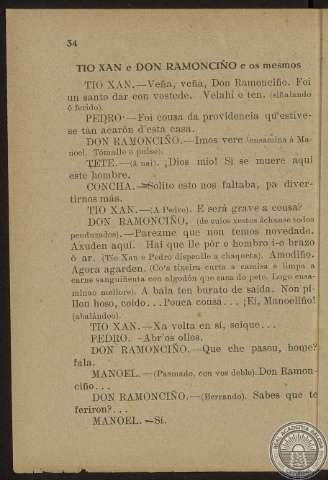 34
TIO XAN e DON RAMONCIÑO e os mesmos
TIO XAN.—Veña, veña, Don Ramonciño. Foi
un santo dar con vostede. Velahí o ten. (siñalando
ó ferido).
PEDRO.—Foi cousa da providencia qu'estive-
se tan acarón d'esta casa.
DON RAMONCIÑO.—Imos vere (ensamina á Ma-
noel. Tómalle o pulso).
TETE.—(á nai). ¡Dios mio! Si se muere aquí
este hombre.
CONCHA.—Solito esto nos faltaba, pa diver-
tirnos más.
TIO XAN.—(A Pedro). E será grave a cousa?
DON RAMONCIÑO. (de cuios xestos áchanse todos
pendurados).—Parezme que non temos novedade.
Axuden aquí. Hai que lle pór o hombro i-o brazo
ó ar. (Tio Xan e Pedro dispenlle a chaqueta). Amodiño.
Agora agarden. (Co'a tixeira curta a camisa e limpa a
carne sanguiñenta con algodón que saca do peto. Logo ensa-
minao mellore). A bala ten burato de saída. Non pi-
llou hoso, coido... Pouca cousa... ¡Ei, Manoeliño!
(abalándoo).
TIO XAN.—Xa volta en sí, seique...
PEDRO.—Abr'os ollos.
DON RAMONCIÑO.—Que che pasou, home?
fala.
MANOEL.—(Pasmado, con vos deble). Don Ramon-
ciño...
DON RAMONCIÑO.—(Berrando). Sabes que te
feriron?...
MANOEL.—Si.